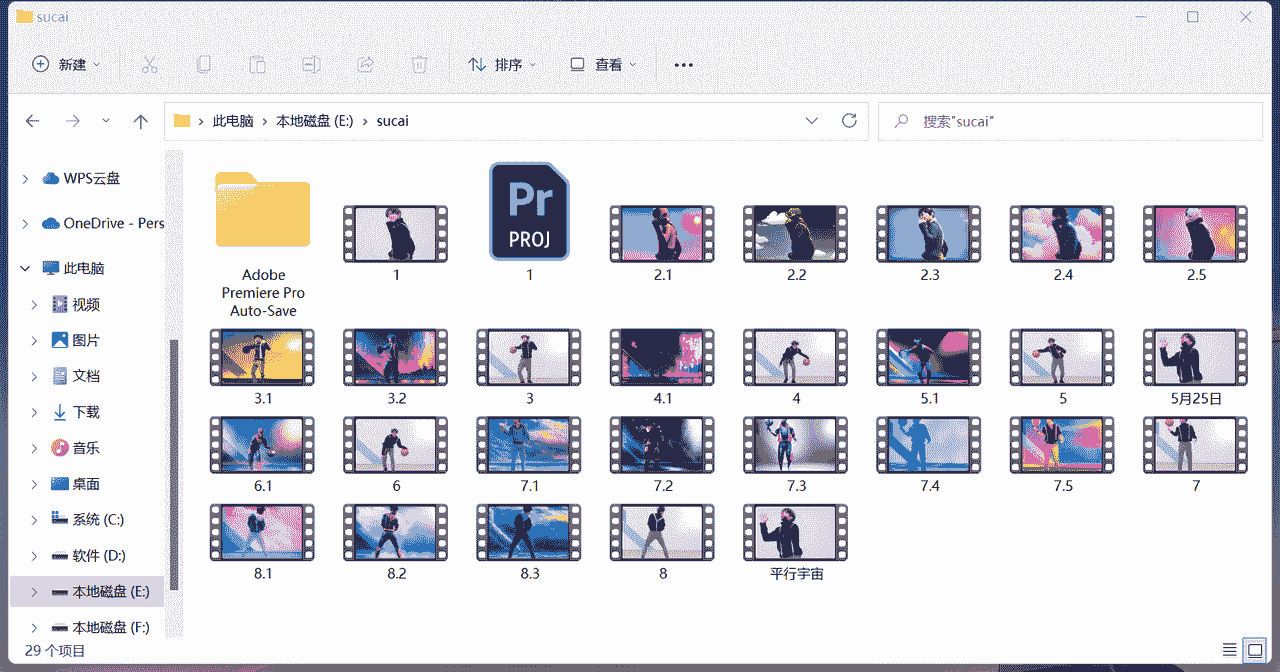 sucai
新建
排序
查看
此电脑
本地磁盘 (E:)
sucai
搜索"sucai"
WPS云盘
OneDrive - Pers
此电脑
视频
图片
文档
下载
音乐
桌面
系统 (C:)
软件 (D:)
本地磁盘 (E:)
本地磁盘 (F:)
Adobe
Premiere Pro
Auto-Save
1
Pr
PROJ
1
2.1
2.2
2.3
2.4
2.5
3.1
3.2
3
4.1
4
5.1
5
5月25日
6.1
6
7.1
7.2
7.3
7.4
7.5
7
8.1
8.2
8.3
8
平行宇宙
29 个项目